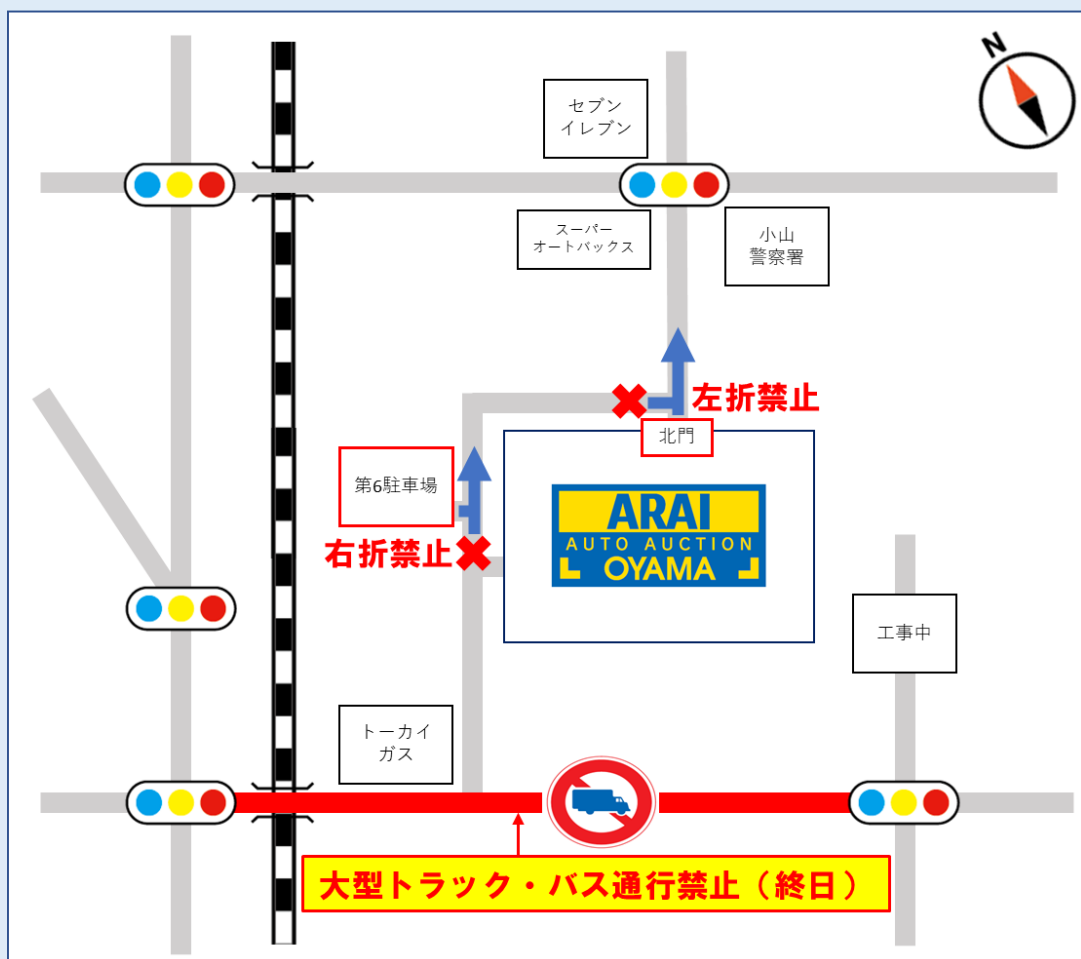 N
セブン
イレブン
スーパー
オートバックス
小山
警察署
左折禁止
北門
第6駐車場
ARAI
AUTO AUCTION
OYAMA
右折禁止
工事中
トーカイ
ガス
大型トラック・バス通行禁止（終日）